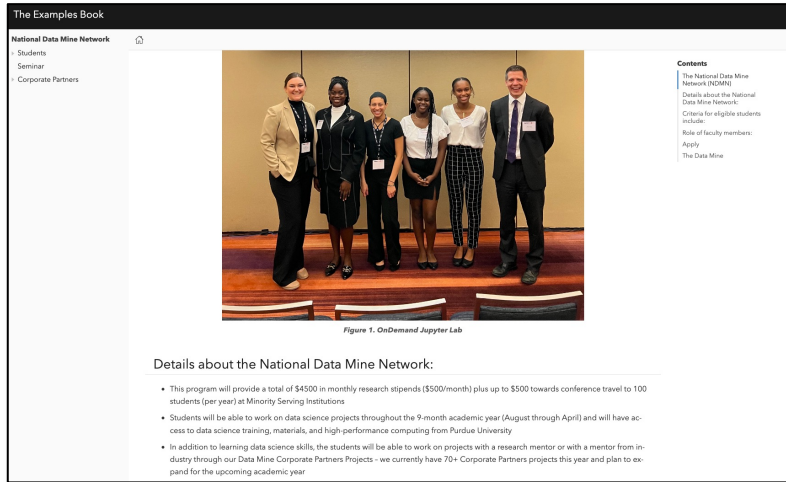 The Examples Book
National Data Mine Network
Students
Seminar
Corporate Partners
Contents
The National Data Mine
Network (NDMN)
Details about the National
Data Mine Network:
Criteria for eligible students
include:
Role of faculty members:
Apply
The Data Mine
Figure 1. OnDemand Jupyter Lab
Details about the National Data Mine Network:
• This program will provide a total of $4500 in monthly research stipends ($500/month) plus up to $500 towards conference travel to 100
students (per year) at Minority Serving Institutions
• Students will be able to work on data science projects throughout the 9-month academic year (August through April) and will have ac-
cess to data science training, materials, and high-performance computing from Purdue University
• In addition to learning data science skills, the students will be able to work on projects with a research mentor or with a mentor from in-
dustry through our Data Mine Corporate Partners Projects – we currently have 70+ Corporate Partners projects this year and plan to ex-
pand for the upcoming academic year